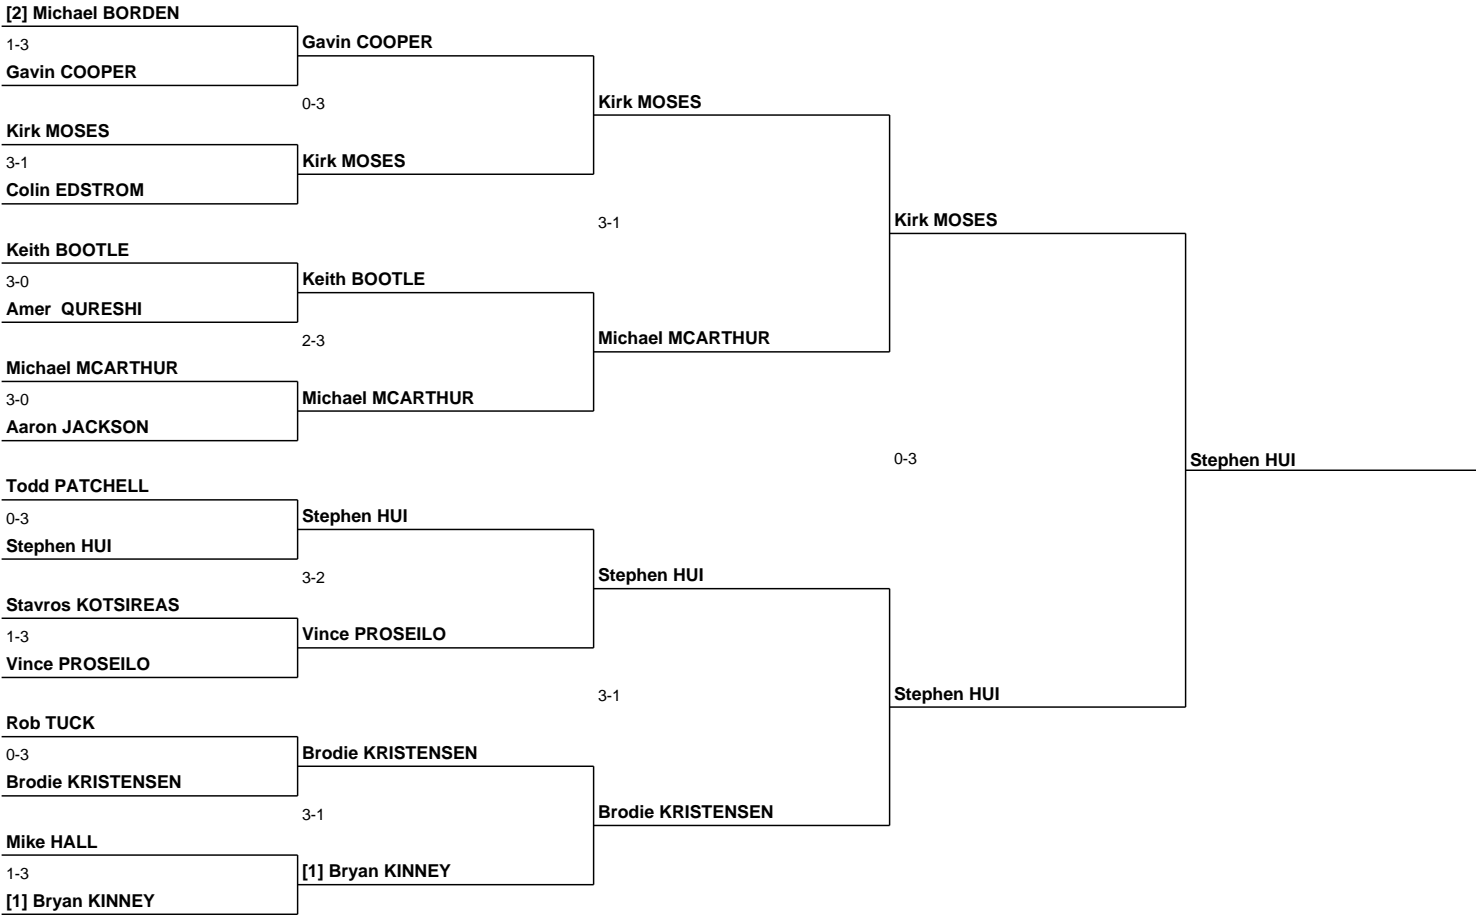 [2] Michael BORDEN
1-3
Gavin COOPER
Gavin COOPER
0-3
Kirk MOSES
Kirk MOSES
3-1
Colin EDSTROM
Kirk MOSES
3-1
Kirk MOSES
Keith BOOTLE
3-0
Amer  QURESHI
Keith BOOTLE
2-3
Michael MCARTHUR
Michael MCARTHUR
3-0
Aaron JACKSON
Michael MCARTHUR
0-3
Stephen HUI
Todd PATCHELL
0-3
Stephen HUI
Stephen HUI
3-2
Stephen HUI
Stavros KOTSIREAS
1-3
Vince PROSEILO
Vince PROSEILO
3-1
Stephen HUI
Rob TUCK
0-3
Brodie KRISTENSEN
Brodie KRISTENSEN
3-1
Brodie KRISTENSEN
Mike HALL
1-3
[1] Bryan KINNEY
[1] Bryan KINNEY